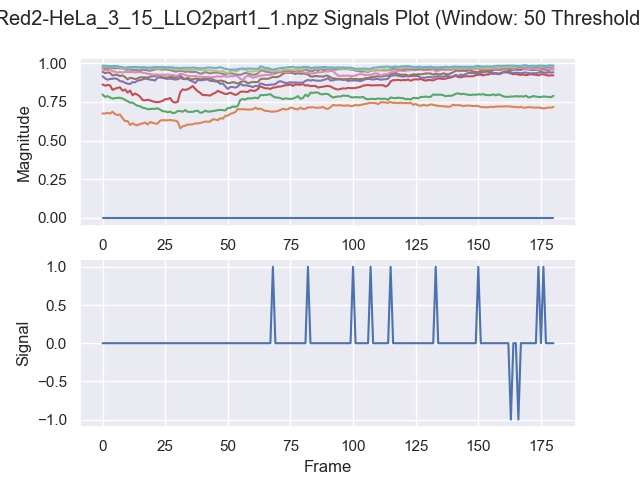 Red2-HeLa_3_15_LLO2part1_1.npz Signals Plot (Window: 50 Threshold
1.00
0.75
0.50
0.25
0.00
Magnitude
0 25 50 75 100 125 150 175
1.0
0.5
0.0
−0.5
−1.0
Signal
0 25 50 75 100 125 150 175
Frame